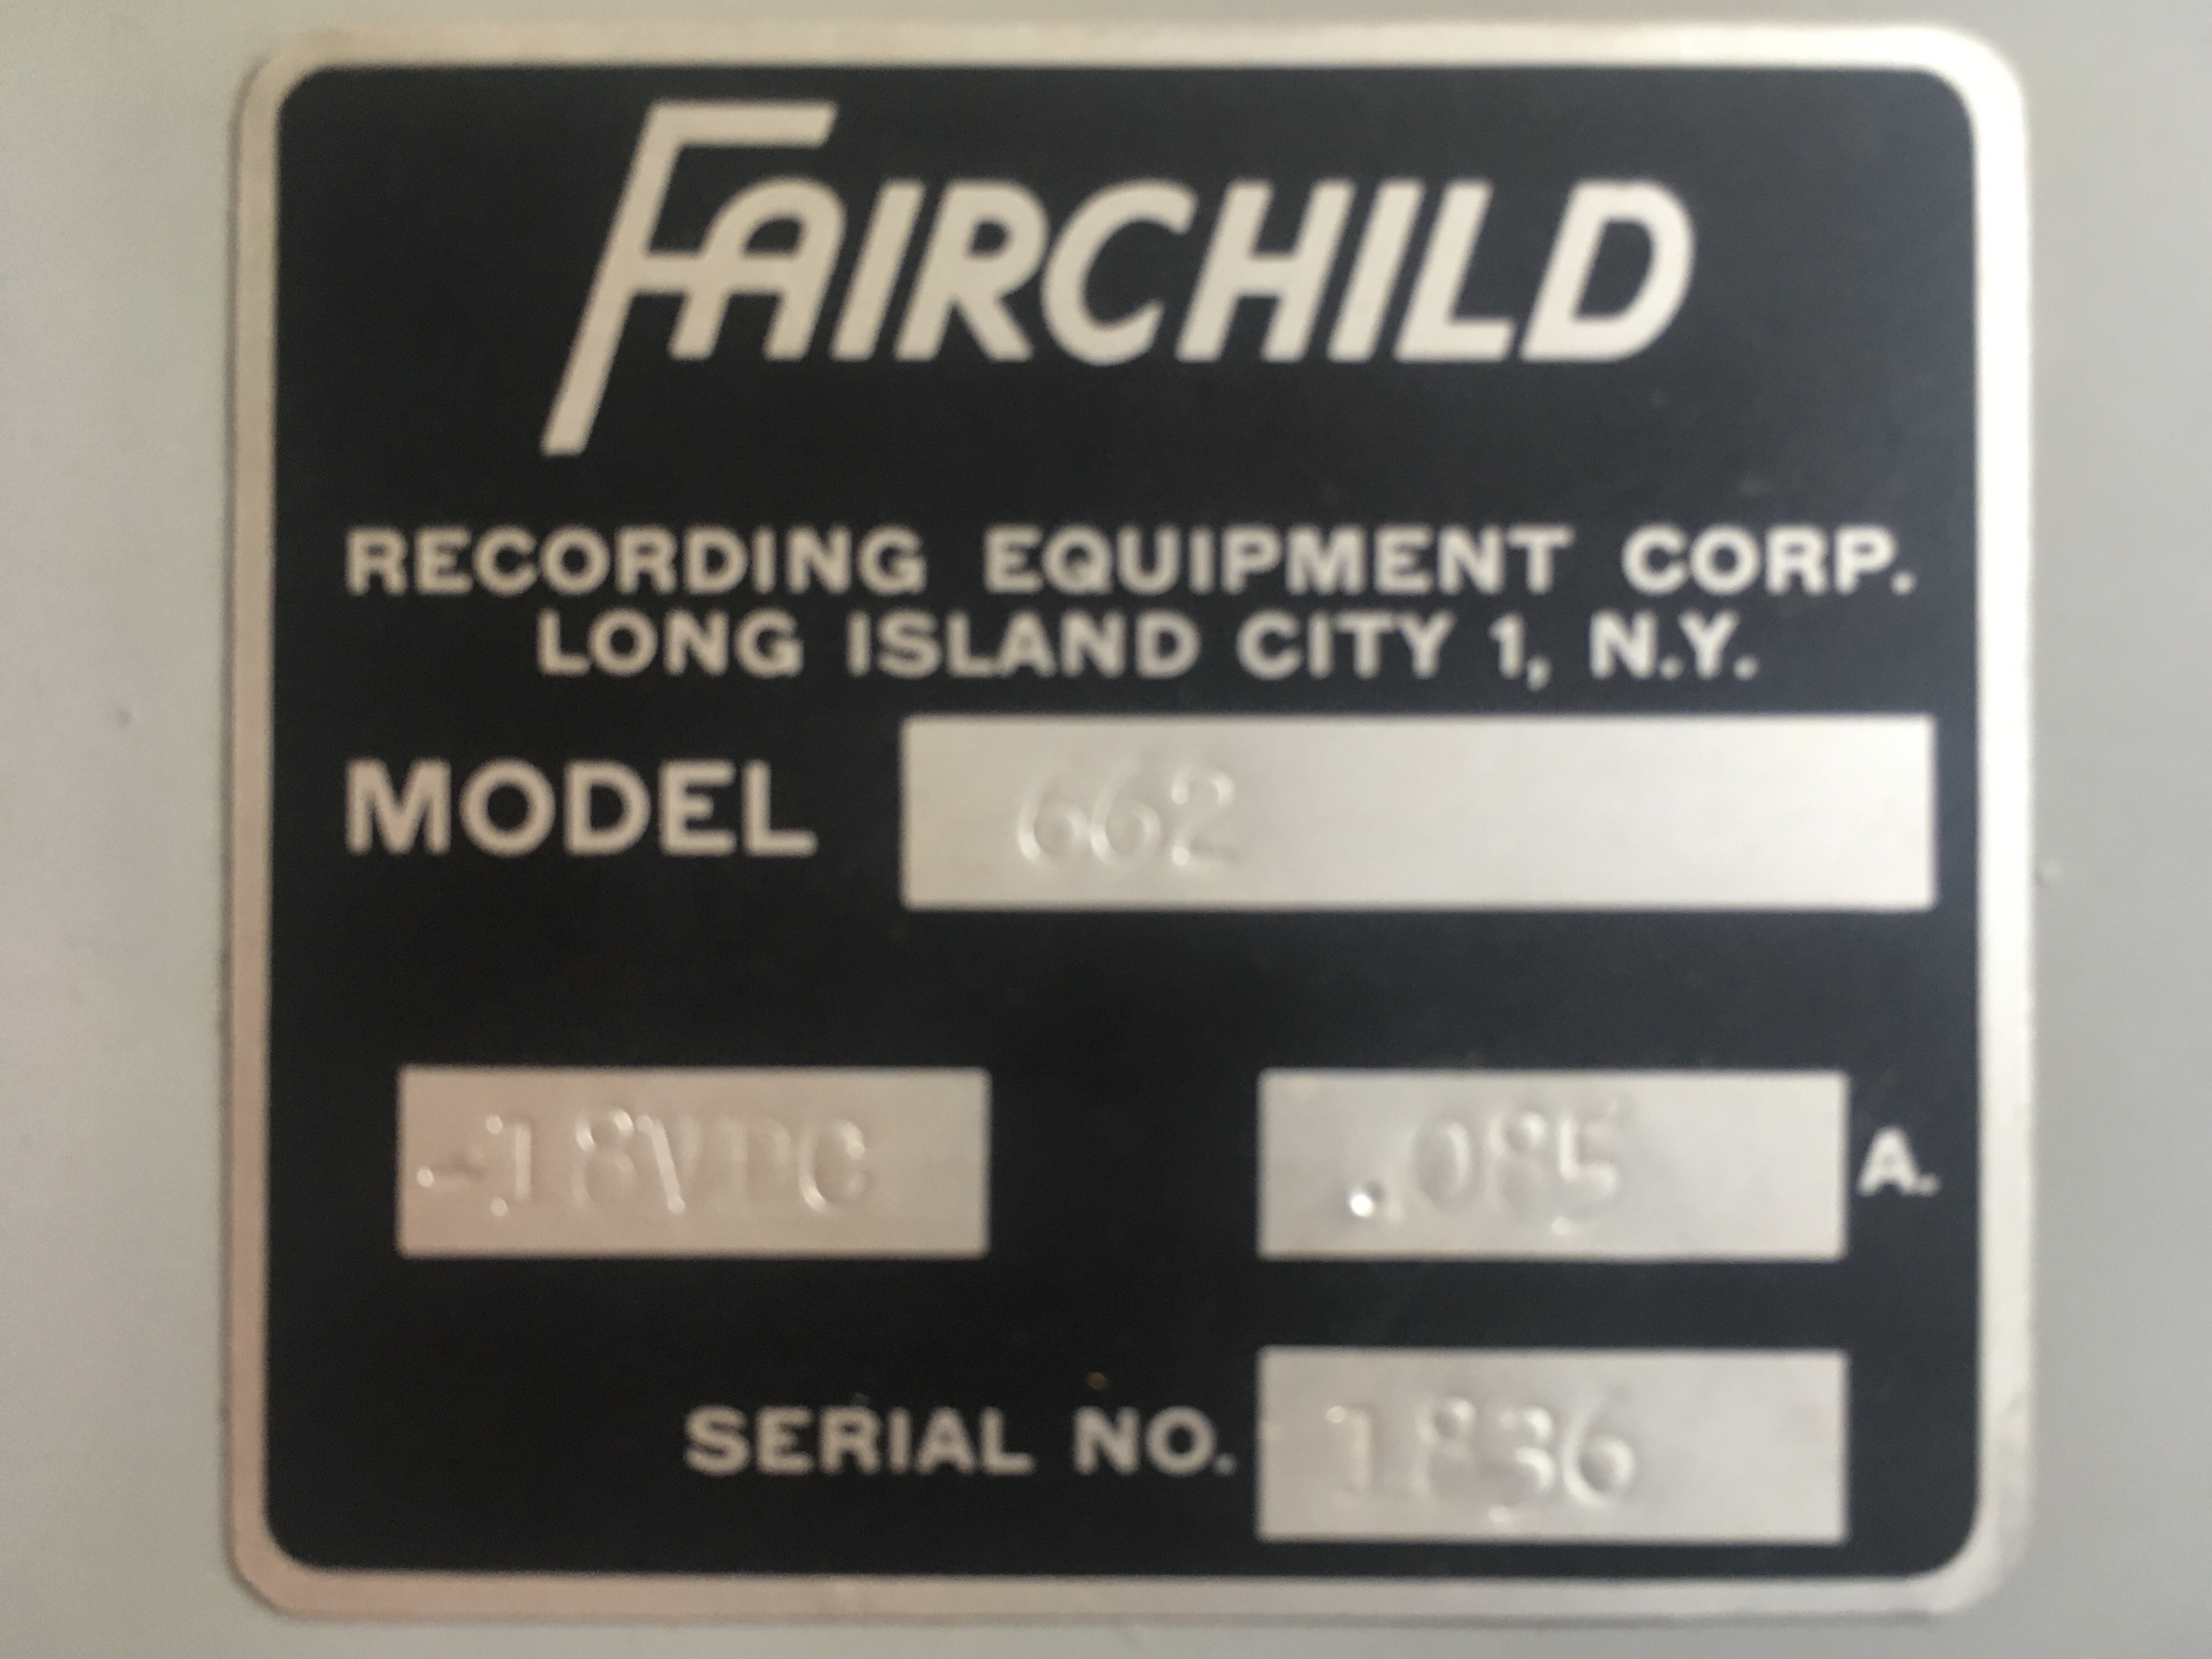 FAIRCHILD
RECORDING EQUIPMENT CORP.
LONG ISLAND CITY 1, N.Y.
MODEL 662
-18VDC .085 A.
SERIAL NO. 1836